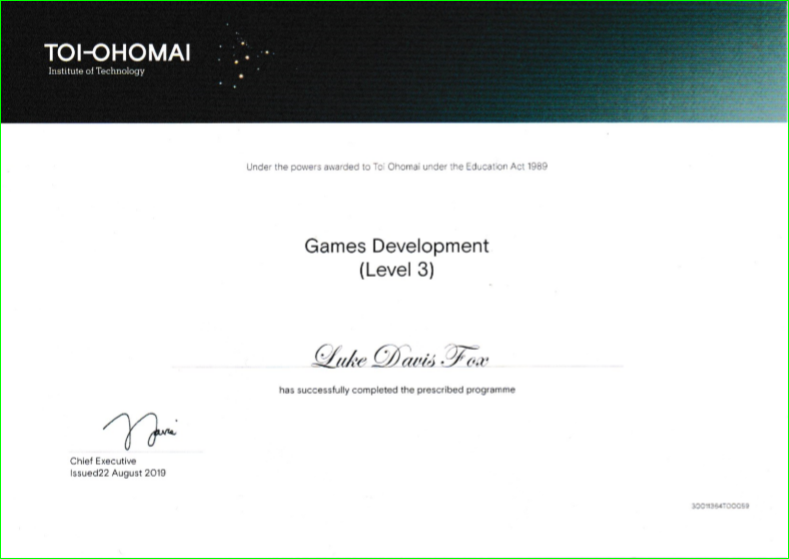 TOI-OHOMAI
Institute of Technology
Under the powers awarded to Toi Ohomai under the Education Act 1989
Games Development
(Level 3)
Luke Davis Fox
has successfully completed the prescribed programme
Chief Executive
Issued22 August 2019